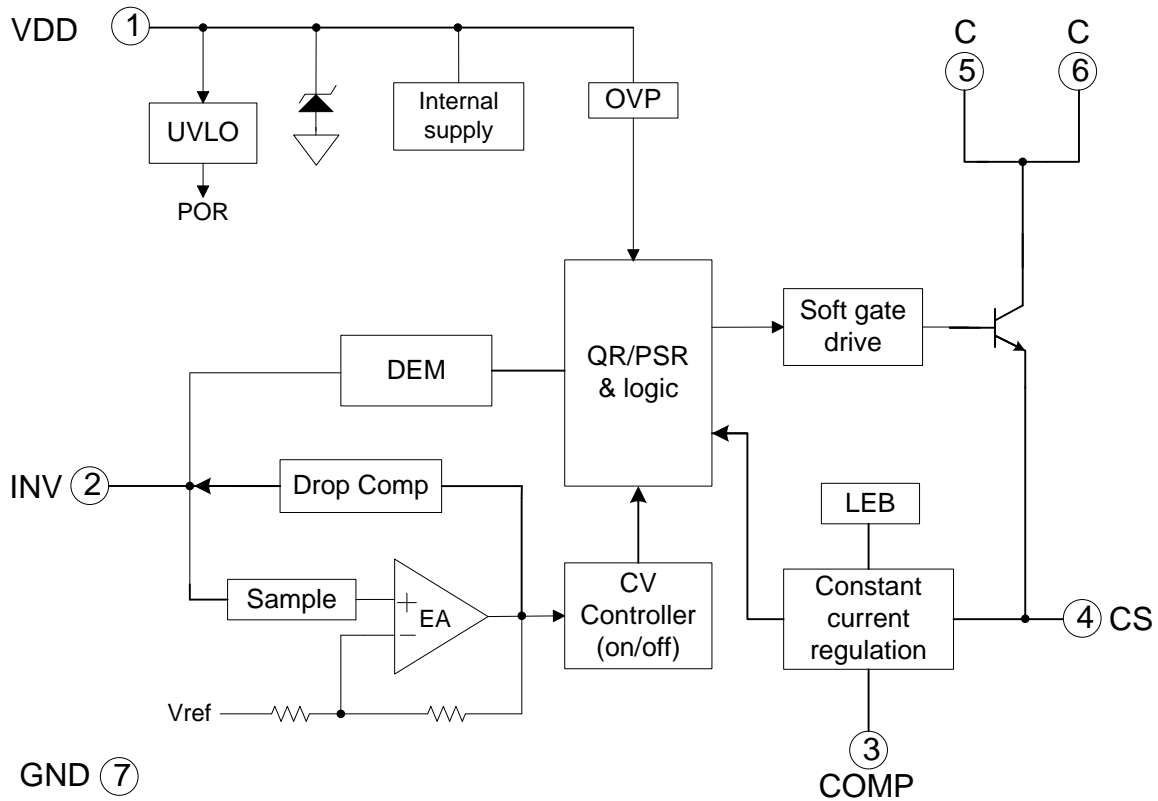 VDD 1
C
5
C
6
UVLO
POR
Internal
supply
OVP
QR/PSR
& logic
Soft gate
drive
DEM
INV 2
Drop Comp
Sample
+
EA
−
Vref
CV
Controller
(on/off)
LEB
Constant
current
regulation
4 CS
3
COMP
GND 7